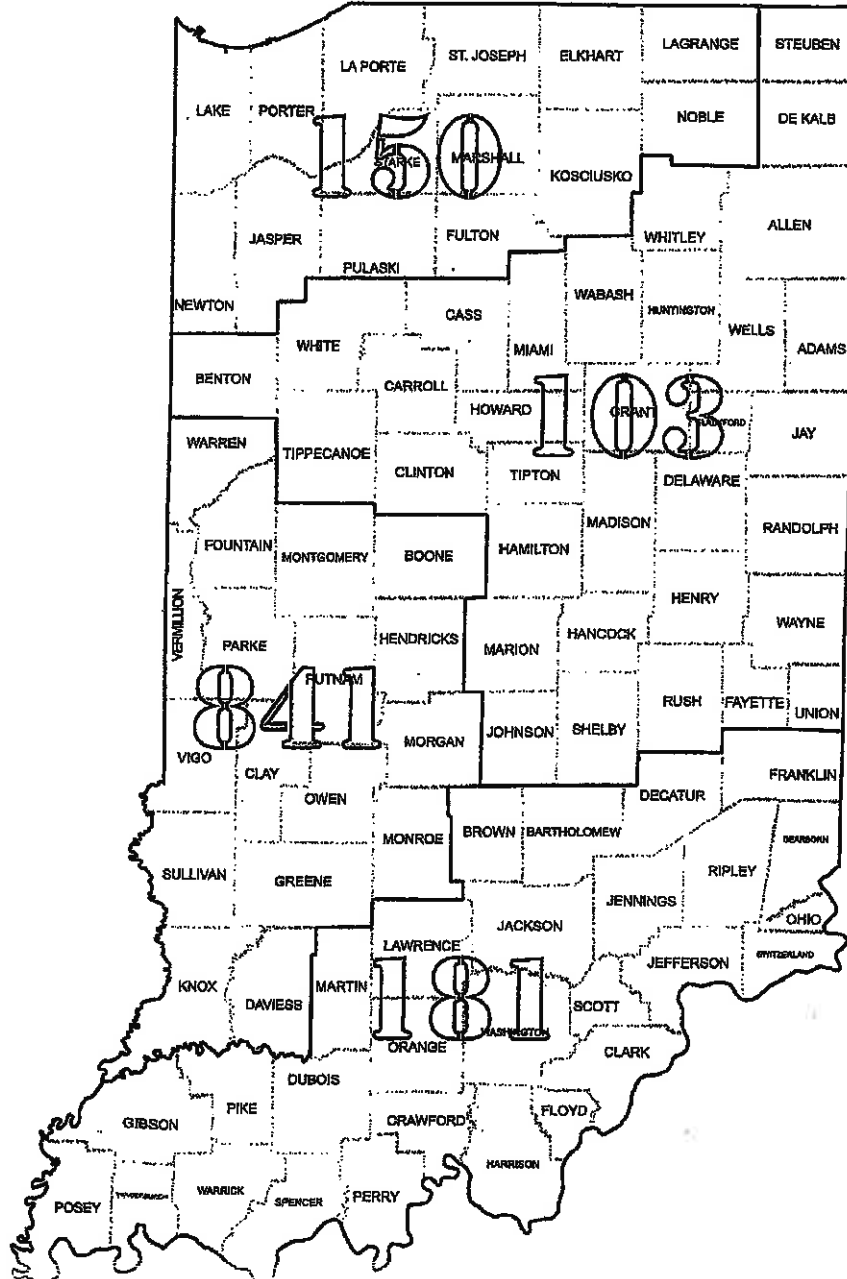 LAGRANGE
STEUBEN
ST. JOSEPH
ELKHART
LA PORTE
LAKE
PORTER
NOBLE
DE KALB
150
STARKE
MARSHALL
KOSCIUSKO
JASPER
FULTON
WHITLEY
ALLEN
PULASKI
NEWTON
WABASH
HUNTINGTON
CASS
WELLS
WHITE
MIAMI
ADAMS
BENTON
CARROLL
HOWARD
103
GRANT
BLACKFORD
JAY
WARREN
TIPPECANOE
CLINTON
TIPTON
DELAWARE
MADISON
RANDOLPH
FOUNTAIN
MONTGOMERY
BOONE
HAMILTON
HENRY
VERMILLION
WAYNE
PARKE
HENDRICKS
MARION
HANCOCK
PUTNAM
841
RUSH
FAYETTE
UNION
VIGO
MORGAN
JOHNSON
SHELBY
CLAY
FRANKLIN
OWEN
DECATUR
MONROE
BROWN
BARTHOLOMEW
DEARBORN
SULLIVAN
GREENE
RIPLEY
JENNINGS
JACKSON
OHIO
LAWRENCE
SWITZERLAND
JEFFERSON
KNOX
DAVIESS
MARTIN
181
SCOTT
WASHINGTON
ORANGE
CLARK
DUBOIS
PIKE
GIBSON
CRAWFORD
FLOYD
HARRISON
POSEY
WARRICK
SPENCER
PERRY